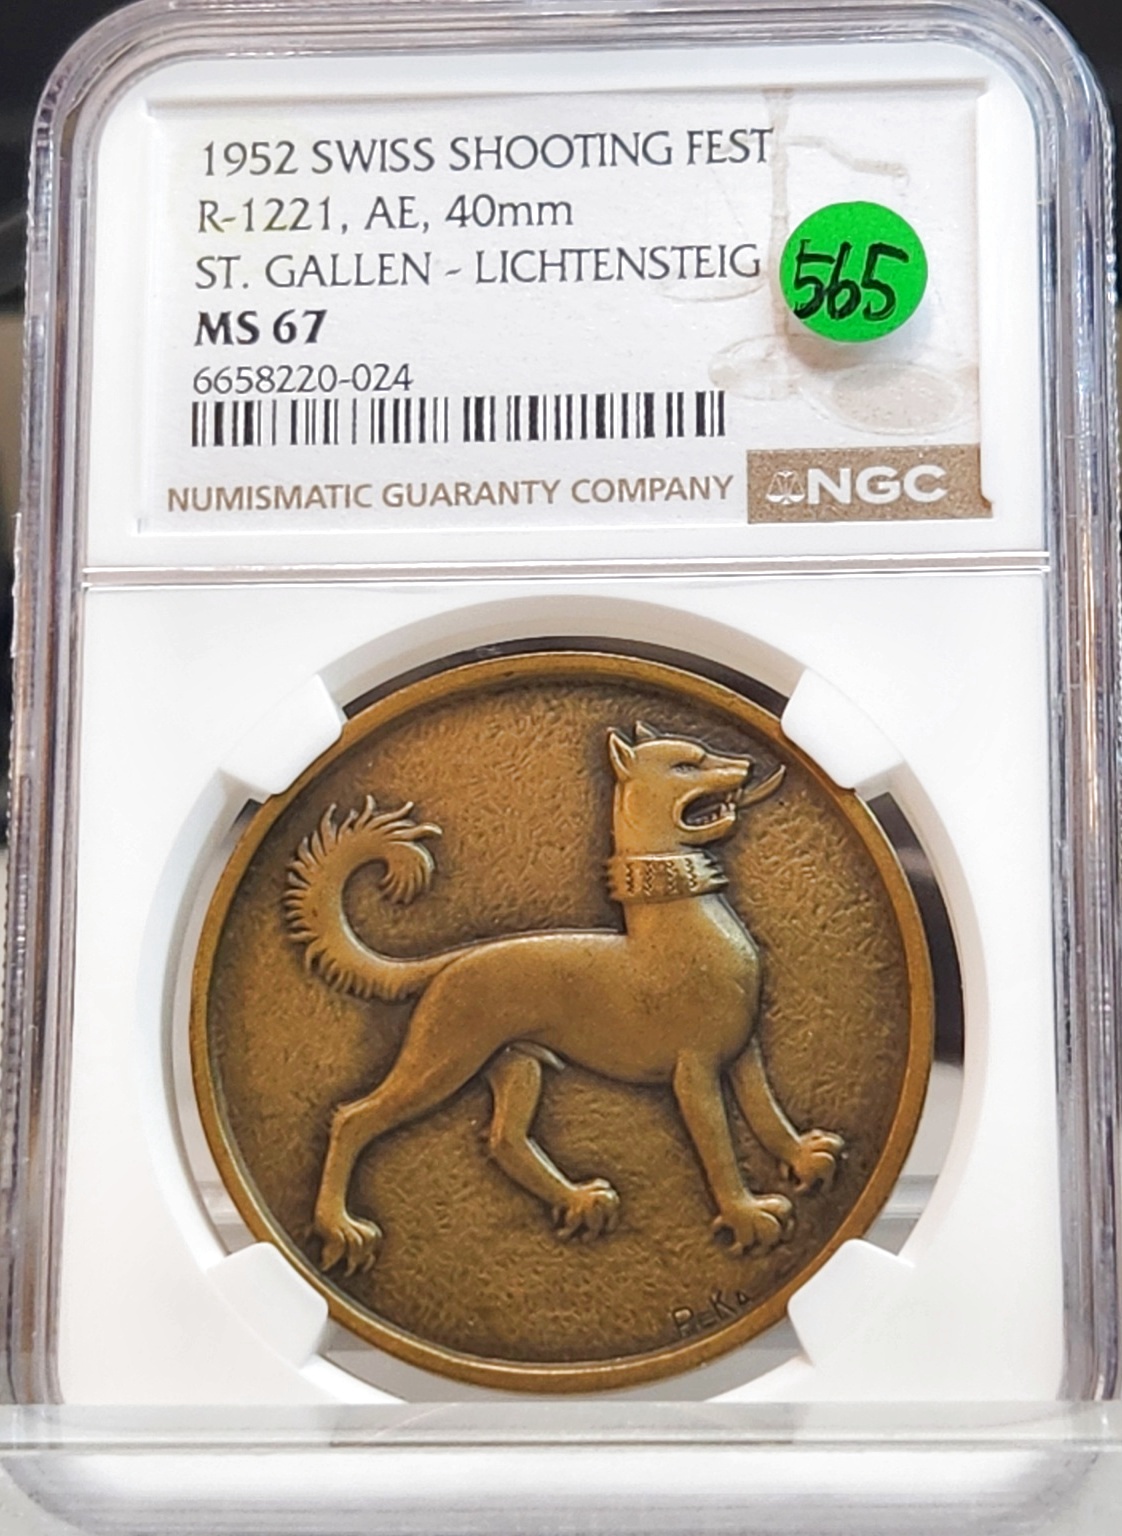 1952 SWISS SHOOTING FEST
R-1221, AE, 40mm
ST. GALLEN - LICHTENSTEIG
MS 67
6658220-024
565
NUMISMATIC GUARANTY COMPANY
NGC